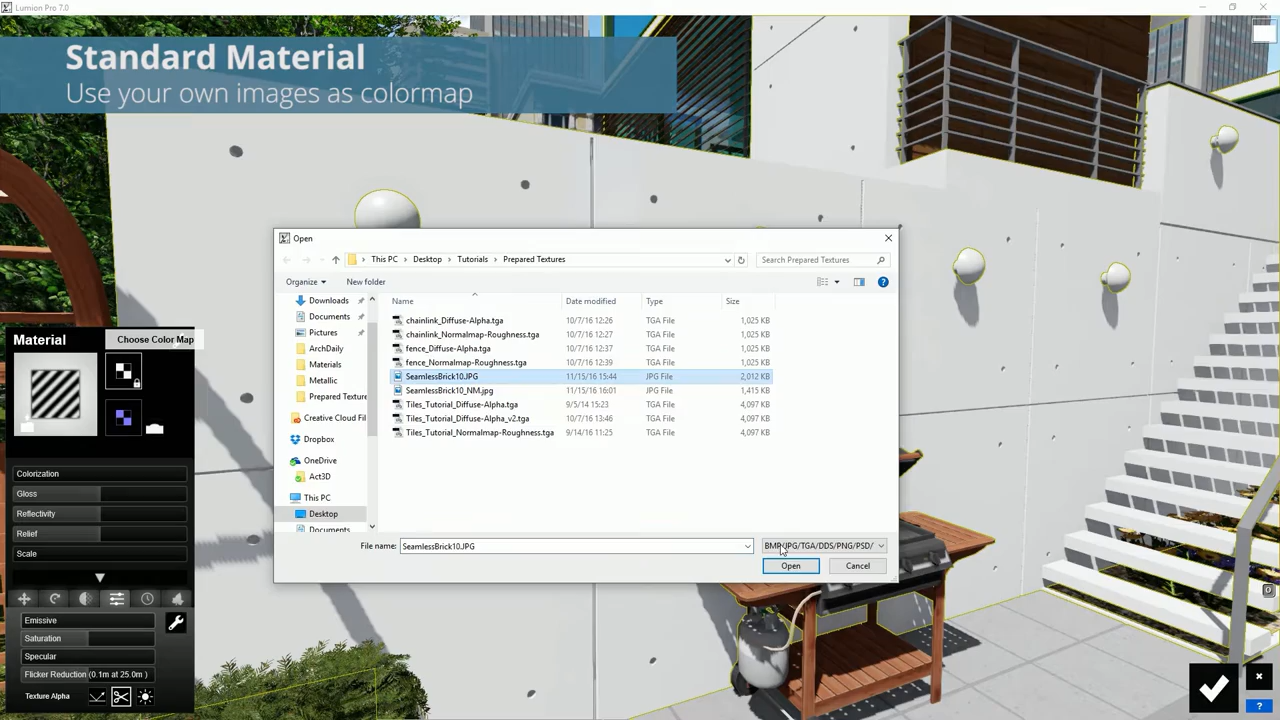 Lumion Pro 7.0
Standard Material
Use your own images as colormap
Open
This PC > Desktop > Tutorials > Prepared Textures
Search Prepared Textures
Organize
New folder
Name
Date modified
Type
Size
Downloads
Documents
Pictures
ArchDaily
Materials
Metallic
Prepared Texture
Creative Cloud Fil
Dropbox
OneDrive
Act3D
This PC
Desktop
Documents
chainlink_Diffuse-Alpha.tga 10/7/16 12:26 TGA File 1,025 KB
chainlink_Normalmap-Roughness.tga 10/7/16 12:27 TGA File 1,025 KB
fence_Diffuse-Alpha.tga 10/7/16 12:37 TGA File 1,025 KB
fence_Normalmap-Roughness.tga 10/7/16 12:39 TGA File 1,025 KB
SeamlessBrick10.JPG 11/15/16 15:44 JPG File 2,012 KB
SeamlessBrick10_NM.jpg 11/15/16 16:01 JPG File 1,415 KB
Tiles_Tutorial_Diffuse-Alpha.tga 9/5/14 15:23 TGA File 4,097 KB
Tiles_Tutorial_Diffuse-Alpha_v2.tga 10/7/16 13:46 TGA File 4,097 KB
Tiles_Tutorial_Normalmap-Roughness.tga 9/14/16 11:25 TGA File 4,097 KB
File name:
SeamlessBrick10.JPG
BMP/JPG/TGA/DDS/PNG/PSD/
Open
Cancel
Material
Choose Color Map
Colorization
Gloss
Reflectivity
Relief
Scale
Emissive
Saturation
Specular
Flicker Reduction (0.1m at 25.0m)
Texture Alpha
?